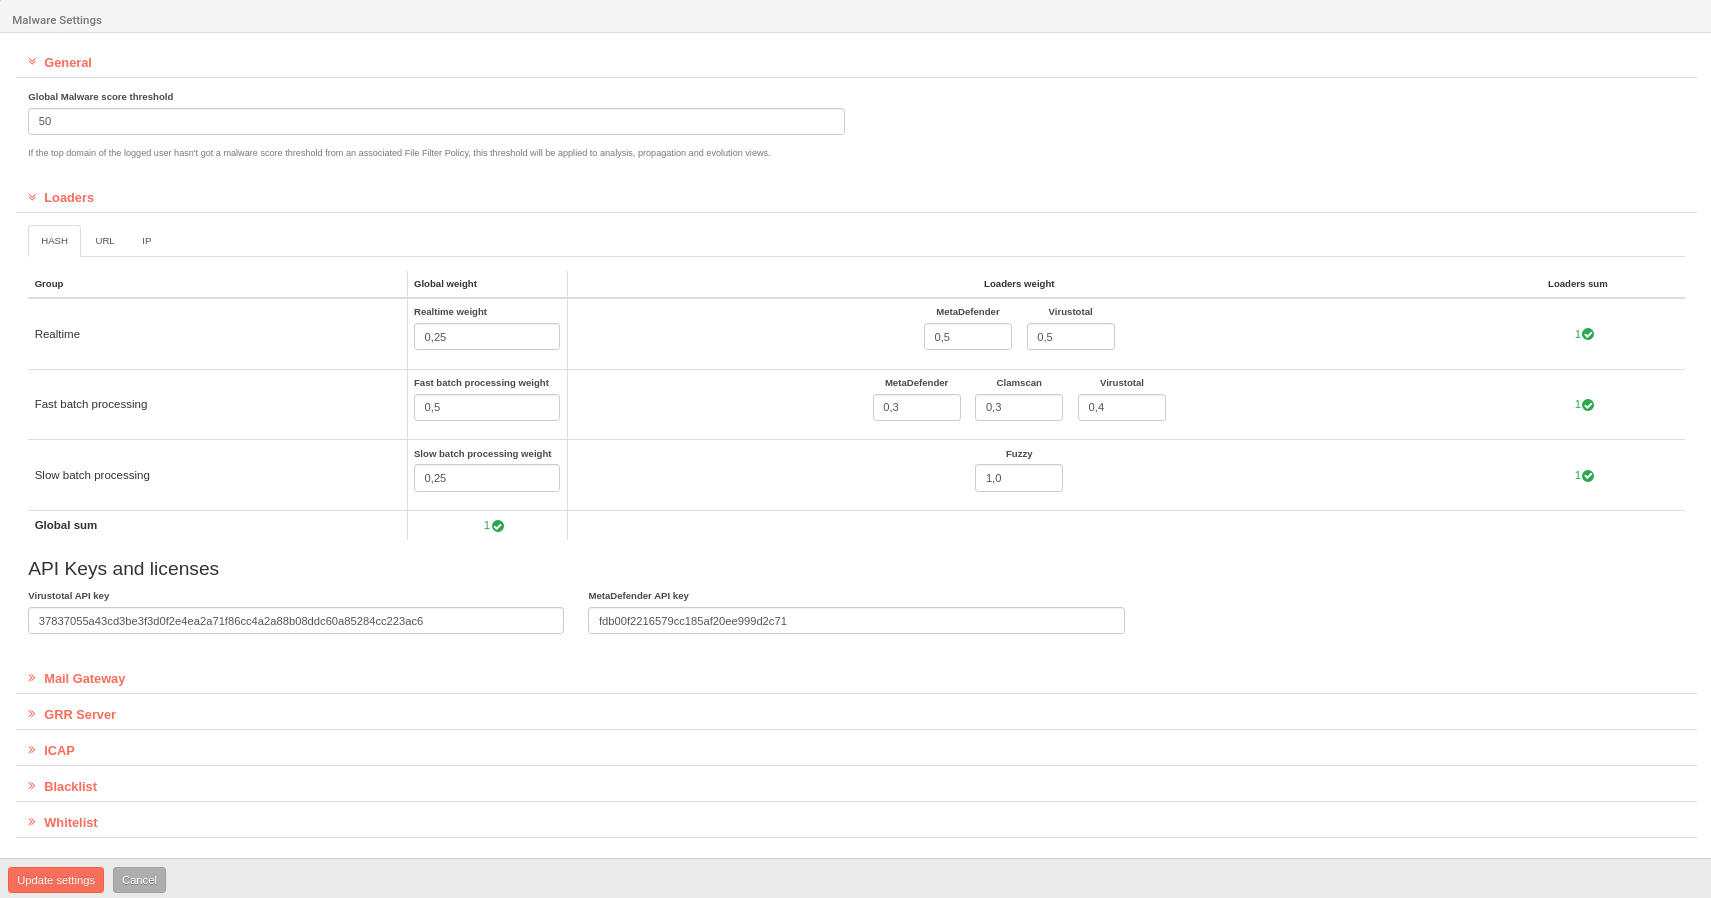 Malware Settings
General
Global Malware score threshold
50
If the top domain of the logged user hasn't got a malware score threshold from an associated File Filter Policy, this threshold will be applied to analysis, propagation and evolution views.
Loaders
HASH URL IP
Group Global weight Loaders weight Loaders sum
Realtime weight MetaDefender Virustotal
Realtime 0,25 0,5 0,5 1
Fast batch processing weight MetaDefender Clamscan Virustotal
Fast batch processing 0,5 0,3 0,3 0,4 1
Slow batch processing weight Fuzzy
Slow batch processing 0,25 1,0 1
Global sum 1
API Keys and licenses
Virustotal API key MetaDefender API key
37837055a43cd3be3f3d0f2e4ea2a71f86cc4a2a88b08ddc60a85284cc223ac6 fdb00f2216579cc185af20ee999d2c71
Mail Gateway
GRR Server
ICAP
Blacklist
Whitelist
Update settings Cancel